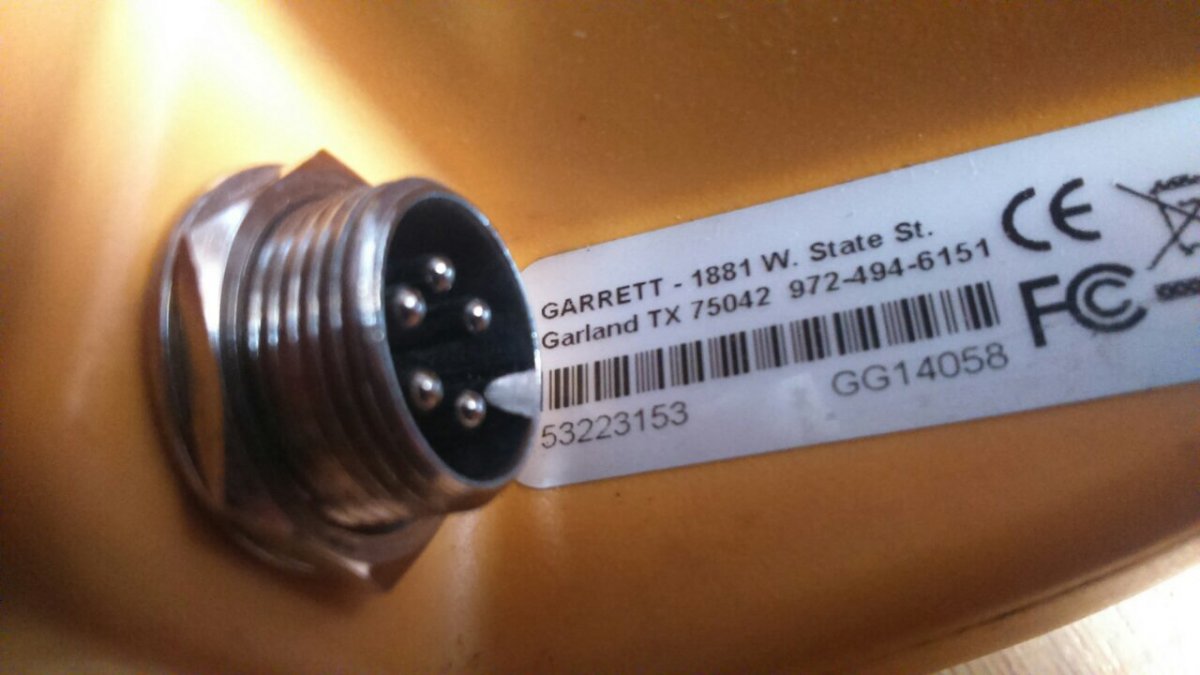 GARRETT - 1881 W. State St.
Garland TX 75042 972-494-6151
53223153
GG14058
CE
FC